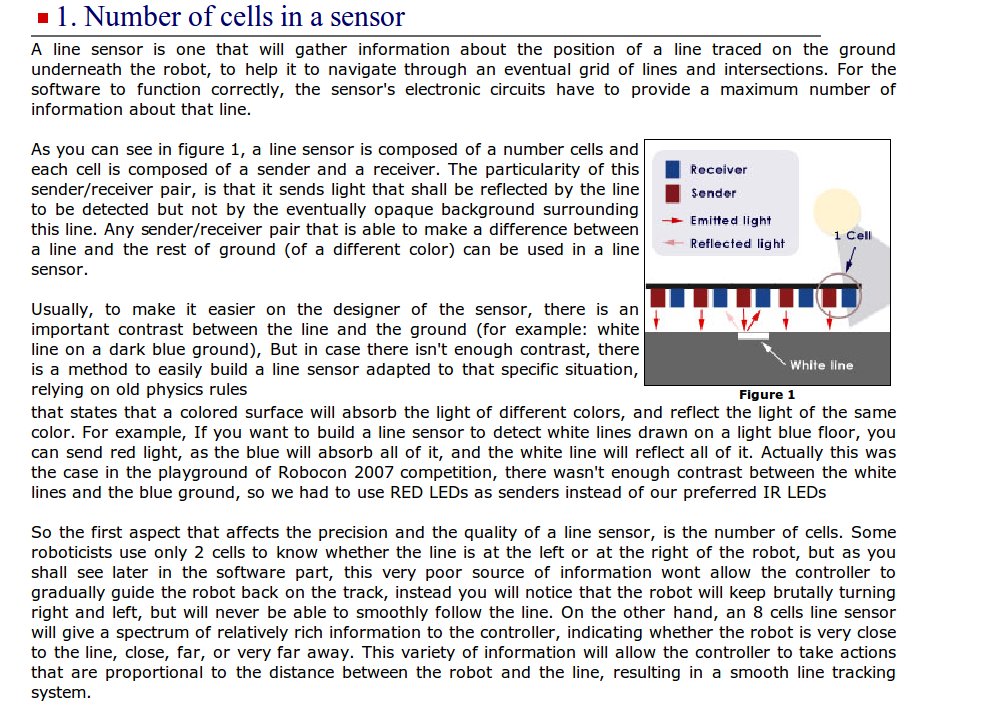 1. Number of cells in a sensor
A line sensor is one that will gather information about the position of a line traced on the ground
underneath the robot, to help it to navigate through an eventual grid of lines and intersections. For the
software to function correctly, the sensor's electronic circuits have to provide a maximum number of
information about that line.
As you can see in figure 1, a line sensor is composed of a number cells and
each cell is composed of a sender and a receiver. The particularity of this
sender/receiver pair, is that it sends light that shall be reflected by the line
to be detected but not by the eventually opaque background surrounding
this line. Any sender/receiver pair that is able to make a difference between
a line and the rest of ground (of a different color) can be used in a line
sensor.
Usually, to make it easier on the designer of the sensor, there is an
important contrast between the line and the ground (for example: white
line on a dark blue ground), But in case there isn't enough contrast, there
is a method to easily build a line sensor adapted to that specific situation,
relying on old physics rules
Receiver
Sender
Emitted light
Reflected light
1 Cell
White line
Figure 1
that states that a colored surface will absorb the light of different colors, and reflect the light of the same
color. For example, If you want to build a line sensor to detect white lines drawn on a light blue floor, you
can send red light, as the blue will absorb all of it, and the white line will reflect all of it. Actually this was
the case in the playground of Robocon 2007 competition, there wasn't enough contrast between the white
lines and the blue ground, so we had to use RED LEDs as senders instead of our preferred IR LEDs
So the first aspect that affects the precision and the quality of a line sensor, is the number of cells. Some
roboticists use only 2 cells to know whether the line is at the left or at the right of the robot, but as you
shall see later in the software part, this very poor source of information wont allow the controller to
gradually guide the robot back on the track, instead you will notice that the robot will keep brutally turning
right and left, but will never be able to smoothly follow the line. On the other hand, an 8 cells line sensor
will give a spectrum of relatively rich information to the controller, indicating whether the robot is very close
to the line, close, far, or very far away. This variety of information will allow the controller to take actions
that are proportional to the distance between the robot and the line, resulting in a smooth line tracking
system.